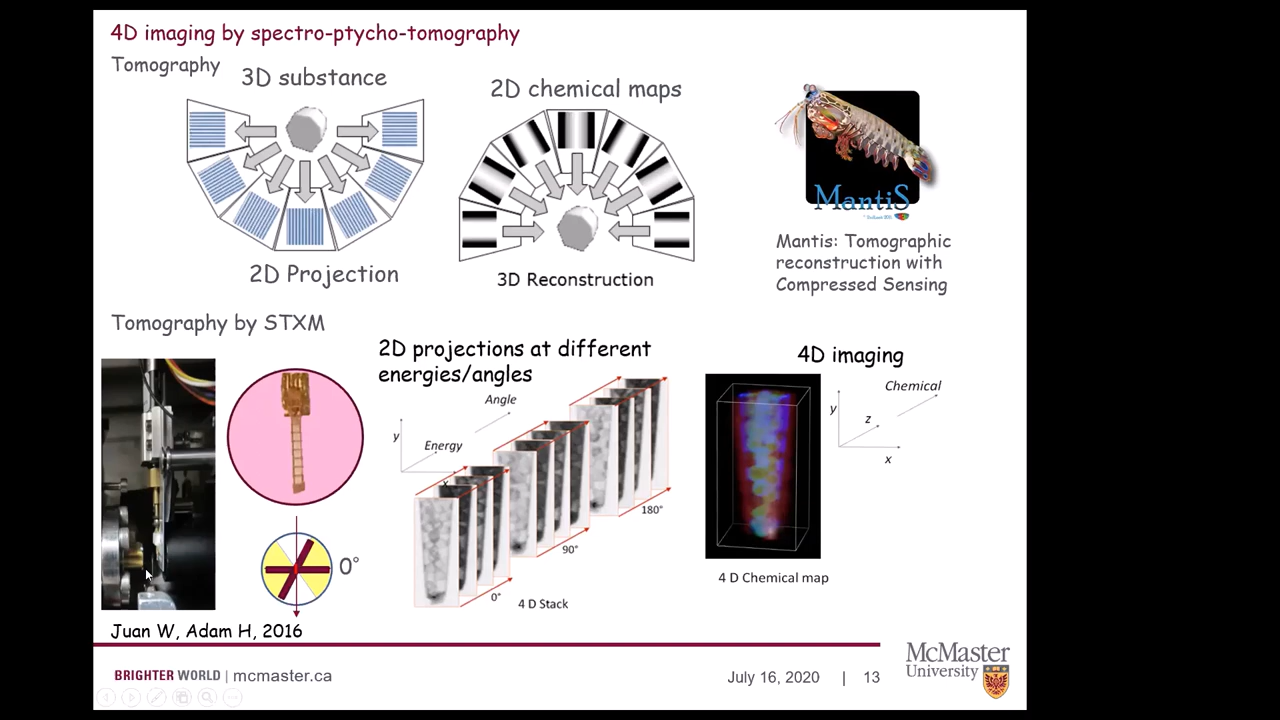 4D imaging by spectro-ptycho-tomography
Tomography
3D substance
2D Projection
2D chemical maps
3D Reconstruction
MantiS
Mantis: Tomographic
reconstruction with
Compressed Sensing
Tomography by STXM
0°
Juan W, Adam H, 2016
2D projections at different
energies/angles
Angle
y
Energy
x
0°
90°
180°
4 D Stack
4D imaging
Chemical
y
z
x
4 D Chemical map
BRIGHTER WORLD | mcmaster.ca
July 16, 2020 | 13
McMaster
University